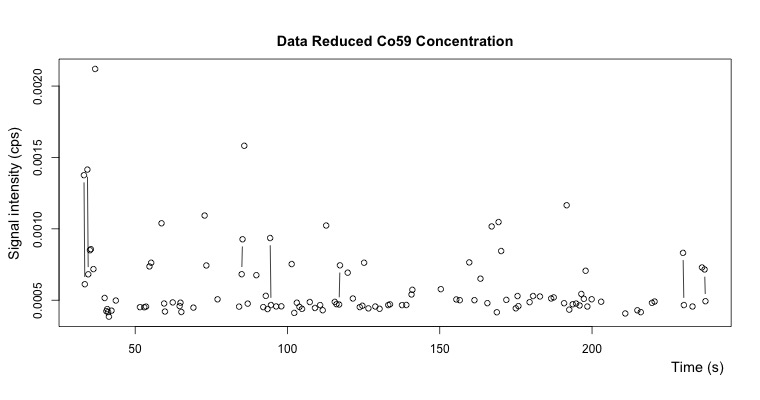 Data Reduced Co59 Concentration
Signal intensity (cps)
0.0020
0.0015
0.0010
0.0005
50 100 150 200
Time (s)